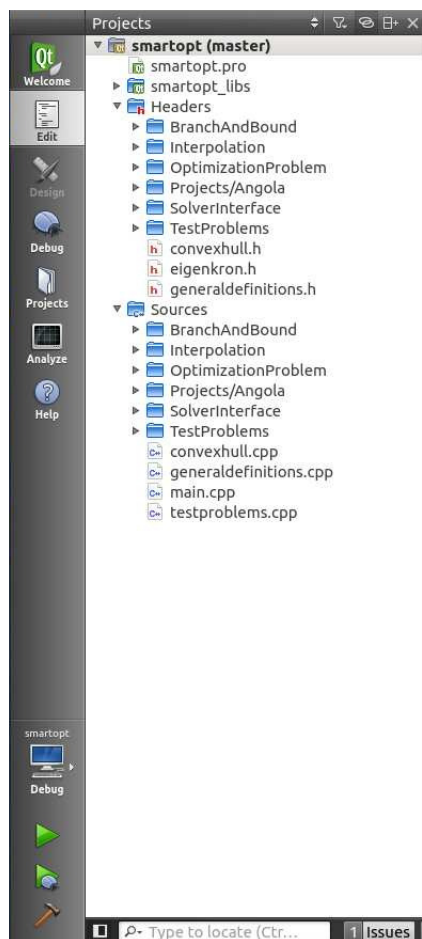 Projects
smartopt (master)
smartopt.pro
smartopt_libs
Headers
BranchAndBound
Interpolation
OptimizationProblem
Projects/Angola
SolverInterface
TestProblems
convexhull.h
eigenkron.h
generaldefinitions.h
Sources
BranchAndBound
Interpolation
OptimizationProblem
Projects/Angola
SolverInterface
TestProblems
convexhull.cpp
generaldefinitions.cpp
main.cpp
testproblems.cpp
Qt
Welcome
Edit
Design
Debug
Projects
Analyze
Help
smartopt
Debug
Type to locate (Ctr...
1 Issues